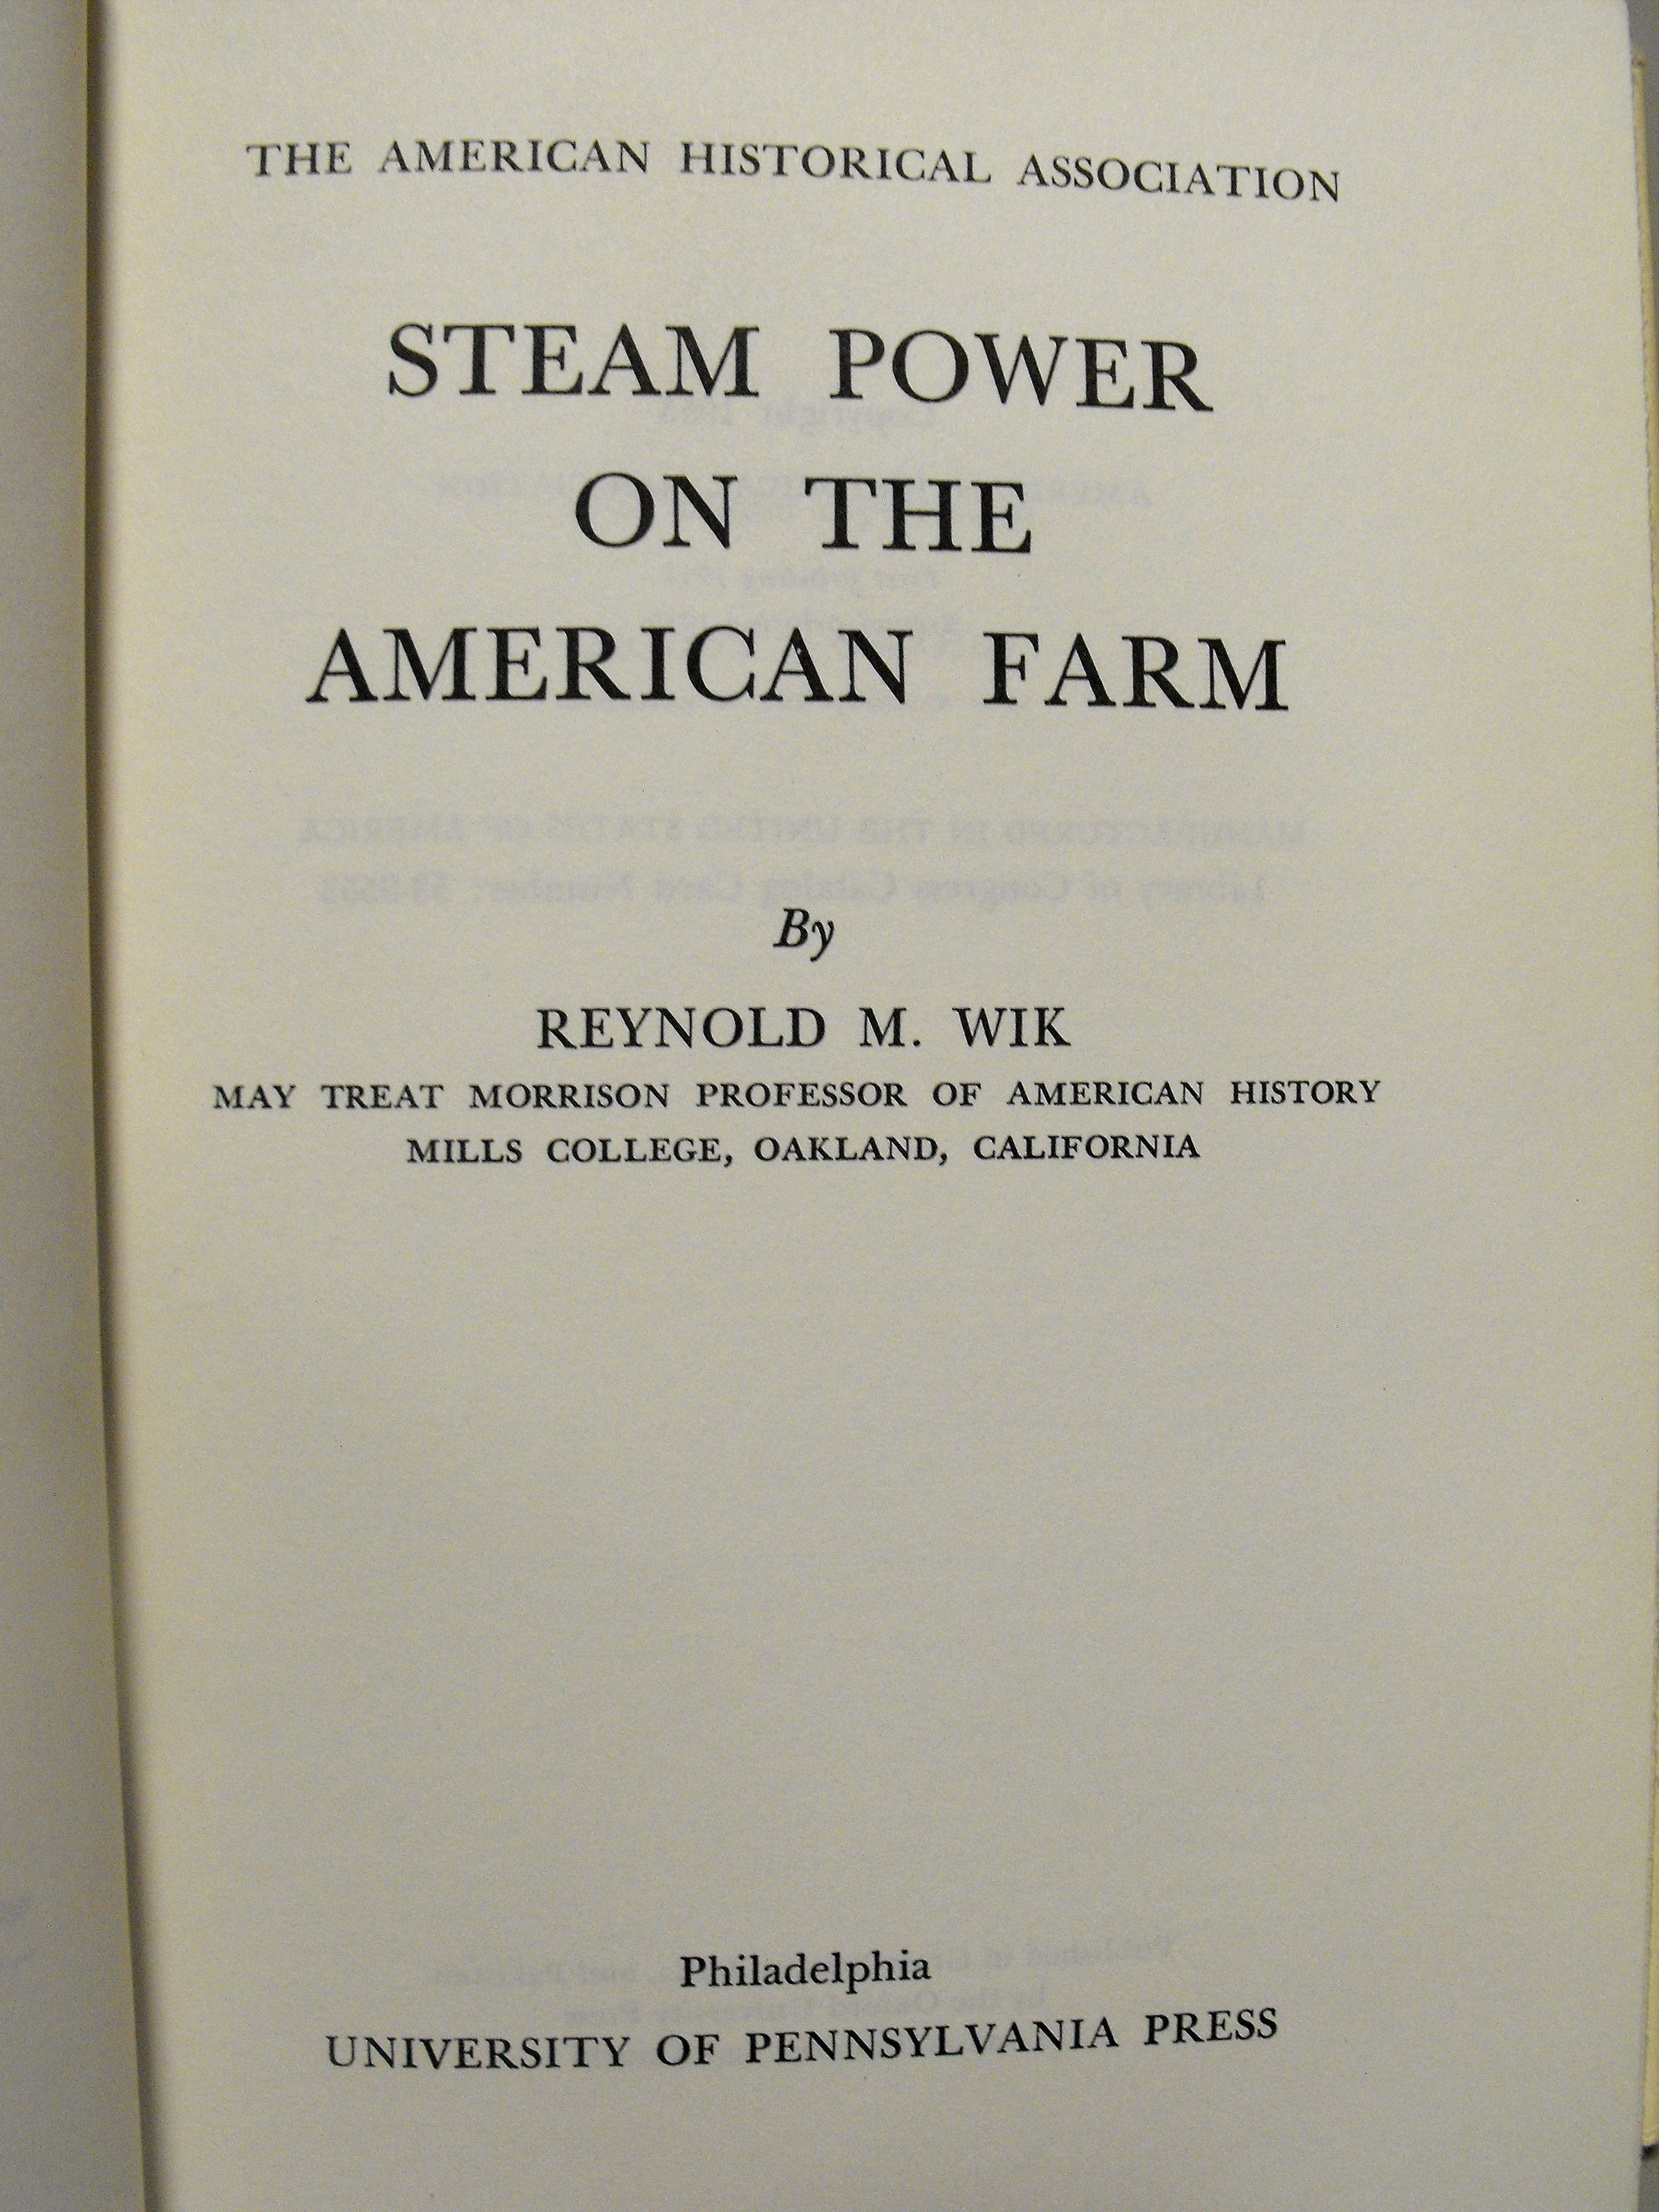 THE AMERICAN HISTORICAL ASSOCIATION
STEAM POWER
ON THE
AMERICAN FARM
By
REYNOLD M. WIK
MAY TREAT MORRISON PROFESSOR OF AMERICAN HISTORY
MILLS COLLEGE, OAKLAND, CALIFORNIA
Philadelphia
UNIVERSITY OF PENNSYLVANIA PRESS